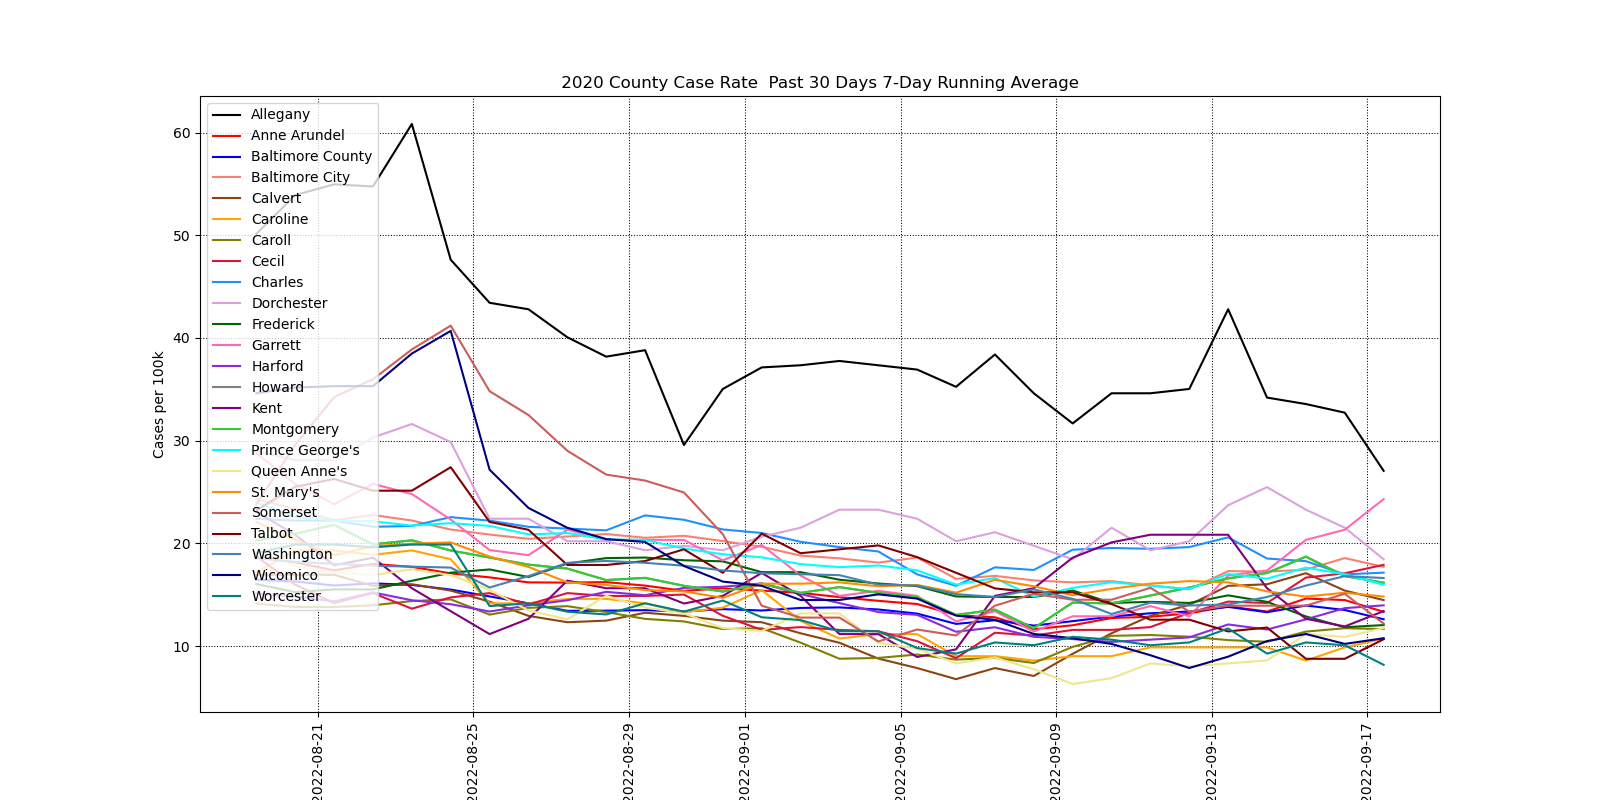 2020 County Case Rate  Past 30 Days 7-Day Running Average
Cases per 100k
60
50
40
30
20
10
Allegany
Anne Arundel
Baltimore County
Baltimore City
Calvert
Caroline
Caroll
Cecil
Charles
Dorchester
Frederick
Garrett
Harford
Howard
Kent
Montgomery
Prince George's
Queen Anne's
St. Mary's
Somerset
Talbot
Washington
Wicomico
Worcester
2022-08-21
2022-08-25
2022-08-29
2022-09-01
2022-09-05
2022-09-09
2022-09-13
2022-09-17